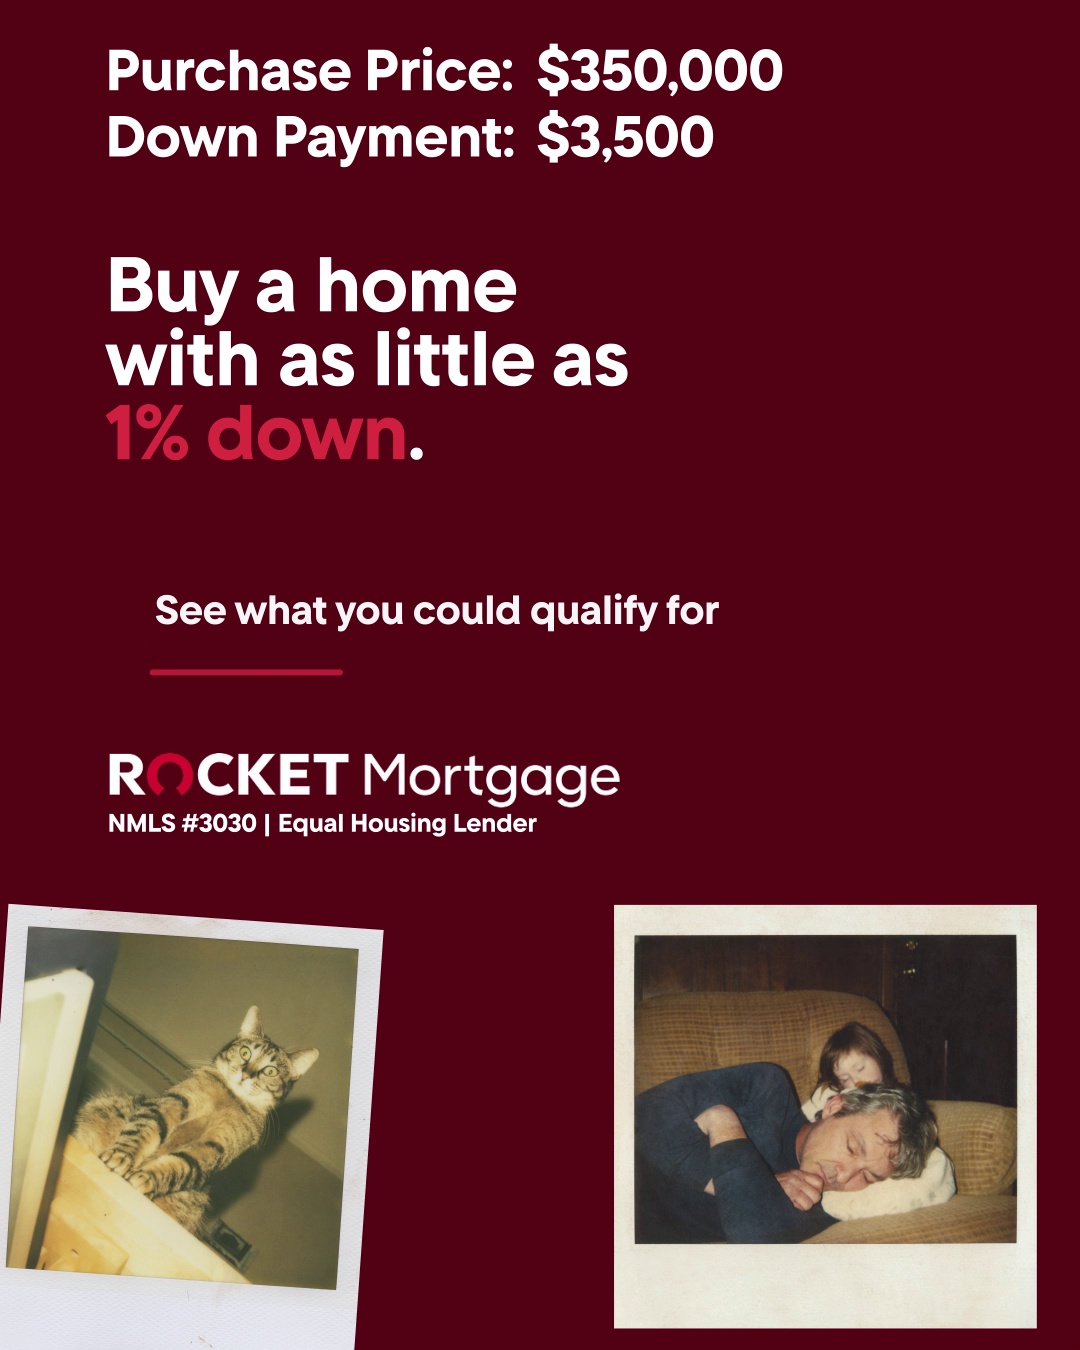 Purchase Price: $350,000
Down Payment: $3,500
Buy a home
with as little as
1% down.
See what you could qualify for
ROCKET Mortgage
NMLS #3030 | Equal Housing Lender